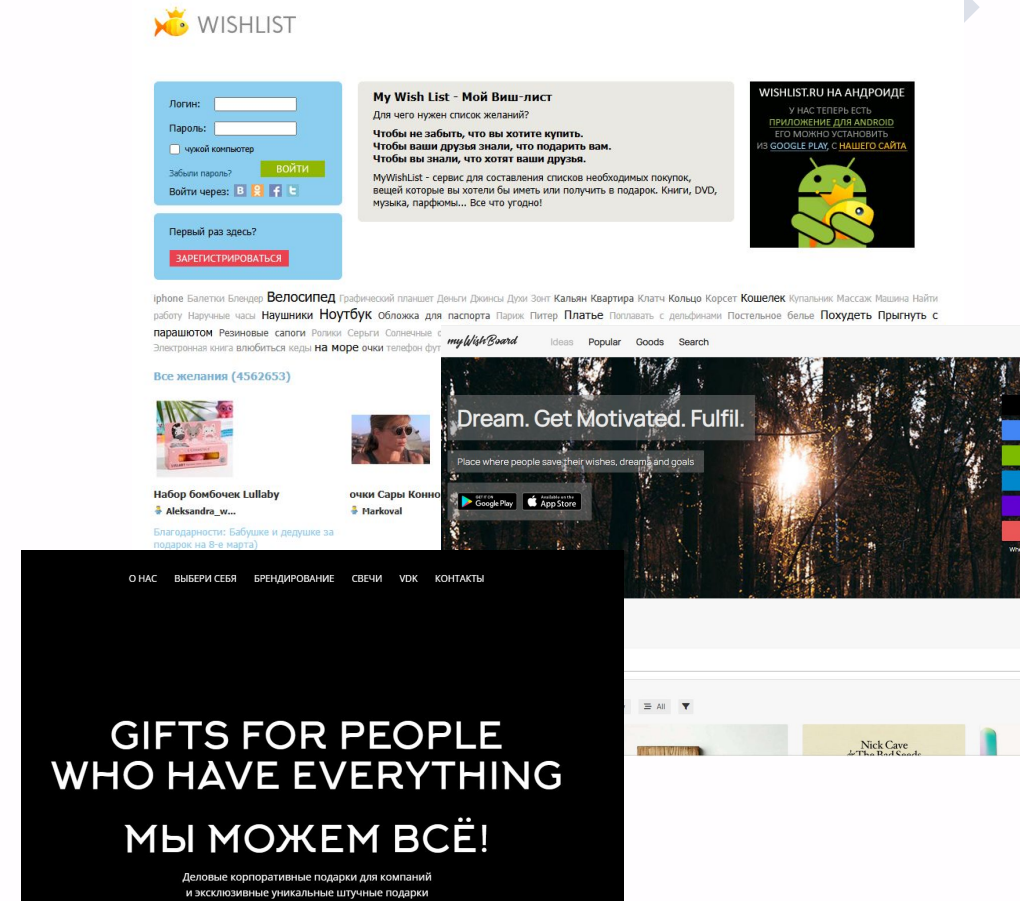 WISHLIST
Логин:
Пароль:
чужой компьютер
Забыли пароль?
ВОЙТИ
Войти через:
Первый раз здесь?
ЗАРЕГИСТРИРОВАТЬСЯ
My Wish List - Мой Виш-лист
Для чего нужен список желаний?
Чтобы не забыть, что вы хотите купить.
Чтобы ваши друзья знали, что подарить вам.
Чтобы вы знали, что хотят ваши друзья.
MyWishList - сервис для составления списков необходимых покупок,
вещей которые вы хотели бы иметь или получить в подарок. Книги, DVD,
музыка, парфюмы... Все что угодно!
WISHLIST.RU НА АНДРОИДЕ
У НАС ТЕПЕРЬ ЕСТЬ
ПРИЛОЖЕНИЕ ДЛЯ ANDROID
ЕГО МОЖНО УСТАНОВИТЬ
ИЗ GOOGLE PLAY, С НАШЕГО САЙТА
iphone Балетки Блендер Велосипед Графический планшет Деньги Джинсы Духи Зонт Кальян Квартира Клатч Кольцо Корсет Кошелек Купальник Массаж Машина Найти
работу Наручные часы Наушники Ноутбук Обложка для паспорта Париж Питер Платье Поплавать с дельфинами Постельное белье Похудеть Прыгнуть с
парашютом Резиновые сапоги Ролики Серьги Солнечные
Электронная книга влюбиться кеды на море очки телефон
Все желания (4562653)
Набор бомбочек Lullaby
Aleksandra_w...
Благодарности: Бабушке и дедушке за
подарок на 8-е марта)
очки Сары
Markoval
myWishBoard
Ideas Popular Goods Search
Dream. Get Motivated. Fulfil.
Place where people save their wishes, dreams and goals
GET IT ON
Google Play
Available on the
App Store
All
Nick Cave
& The Bad Seeds
О НАС ВЫБЕРИ СЕБЯ БРЕНДИРОВАНИЕ СВЕЧИ VDK КОНТАКТЫ
GIFTS FOR PEOPLE
WHO HAVE EVERYTHING
МЫ МОЖЕМ ВСЁ!
Деловые корпоративные подарки для компаний
и эксклюзивные уникальные штучные подарки